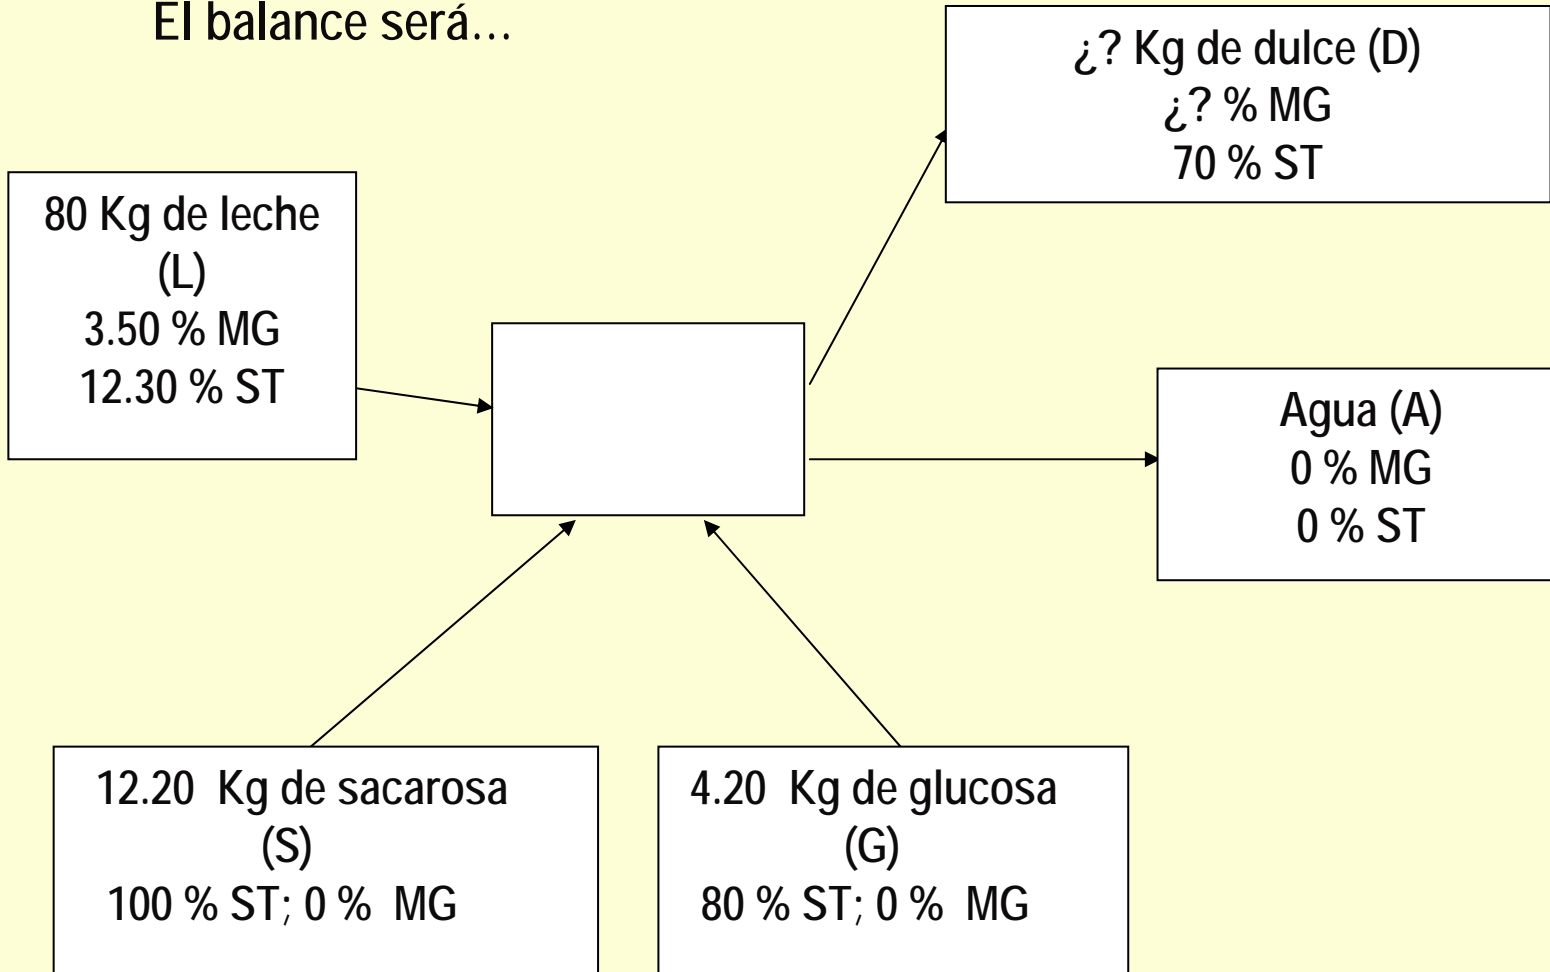 El balance será…
¿? Kg de dulce (D)
¿? % MG
70 % ST
80 Kg de leche
(L)
3.50 % MG
12.30 % ST
Agua (A)
0 % MG
0 % ST
12.20 Kg de sacarosa
(S)
100 % ST; 0 % MG
4.20 Kg de glucosa
(G)
80 % ST; 0 % MG